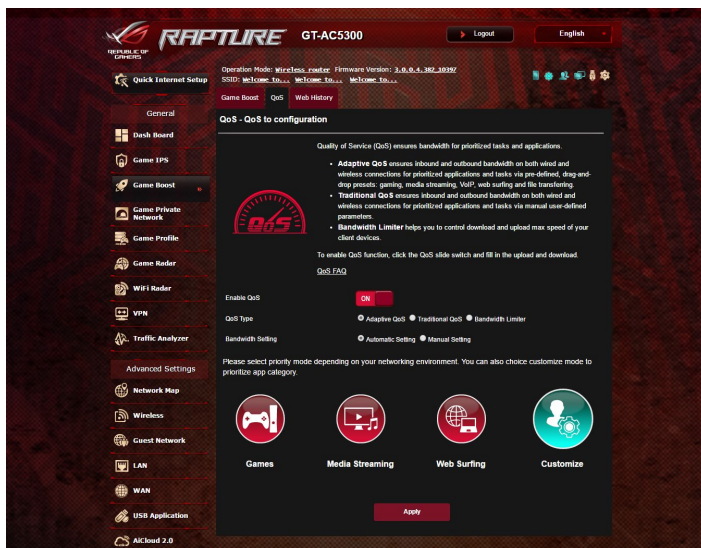 REPUBLIC OF
GAMERS
RAPTURE
GT-AC5300
Logout
English
Operation Mode: Wireless router Firmware Version: 3.0.0.4.382_10397
SSID: Welcome to... Welcome to... Welcome to...
Quick Internet Setup
General
Dash Board
Game IPS
Game Boost
Game Private
Network
Game Profile
Game Radar
WiFi Radar
VPN
Traffic Analyzer
Advanced Settings
Network Map
Wireless
Guest Network
LAN
WAN
USB Application
AiCloud 2.0
Game Boost QoS Web History
QoS - QoS to configuration
QoS
Quality of Service (QoS) ensures bandwidth for prioritized tasks and applications.
• Adaptive QoS ensures inbound and outbound bandwidth on both wired and
wireless connections for prioritized applications and tasks via pre-defined, drag-and-
drop presets: gaming, media streaming, VoIP, web surfing and file transferring.
• Traditional QoS ensures inbound and outbound bandwidth on both wired and
wireless connections for prioritized applications and tasks via manual user-defined
parameters.
• Bandwidth Limiter helps you to control download and upload max speed of your
client devices.
To enable QoS function, click the QoS slide switch and fill in the upload and download.
QoS FAQ
Enable QoS ON
QoS Type Adaptive QoS Traditional QoS Bandwidth Limiter
Bandwidth Setting Automatic Setting Manual Setting
Please select priority mode depending on your networking environment. You can also choice customize mode to
prioritize app category.
Games Media Streaming Web Surfing Customize
Apply